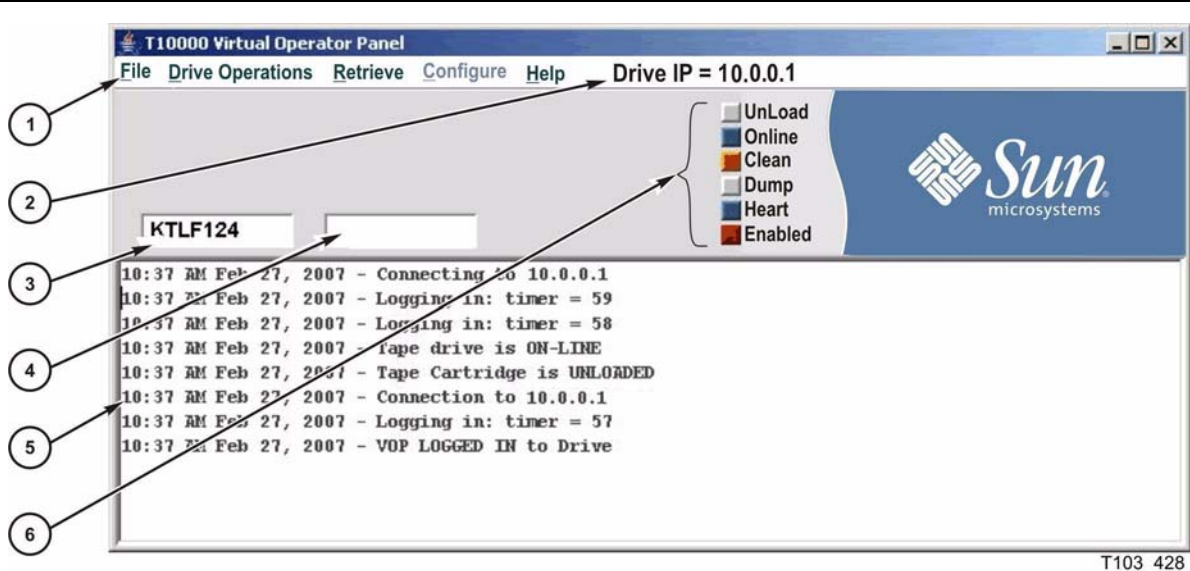 T10000 Virtual Operator Panel
File Drive Operations Retrieve Configure Help Drive IP = 10.0.0.1
UnLoad
Online
Clean
Dump
Heart
Enabled
Sun
microsystems
KTLF124
10:37 AM Feb 27, 2007 - Connecting to 10.0.0.1
10:37 AM Feb 27, 2007 - Logging in: timer = 59
10:37 AM Feb 27, 2007 - Logging in: timer = 58
10:37 AM Feb 27, 2007 - Tape drive is ON-LINE
10:37 AM Feb 27, 2007 - Tape Cartridge is UNLOADED
10:37 AM Feb 27, 2007 - Connection to 10.0.0.1
10:37 AM Feb 27, 2007 - Logging in: timer = 57
10:37 AM Feb 27, 2007 - VOP LOGGED IN to Drive
1
2
3
4
5
6
T103_428